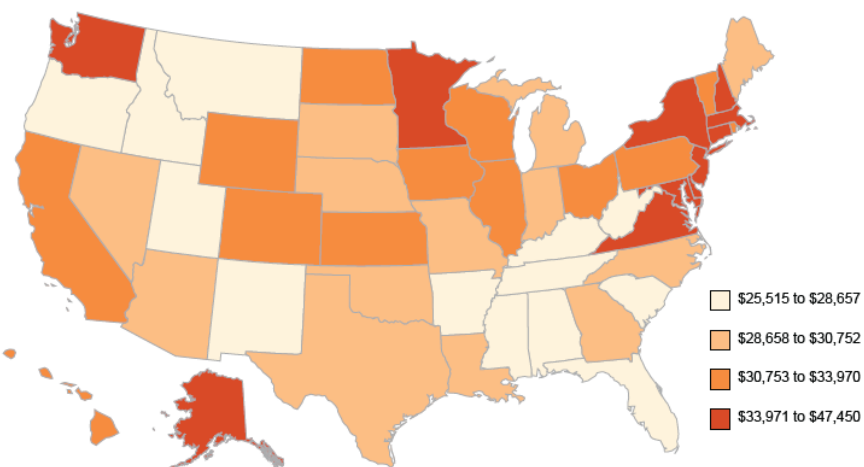 $25,515 to $28,657
$28,658 to $30,752
$30,753 to $33,970
$33,971 to $47,450